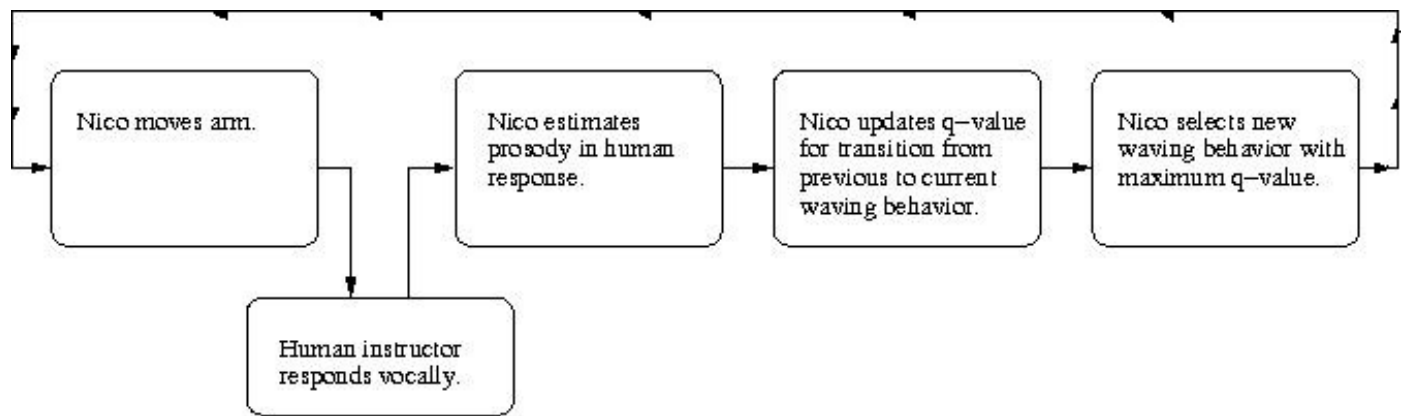 Nico moves arm.
Human instructor
responds vocally.
Nico estimates
prosody in human
response.
Nico updates q−value
for transition from
previous to current
waving behavior.
Nico selects new
waving behavior with
maximum q−value.